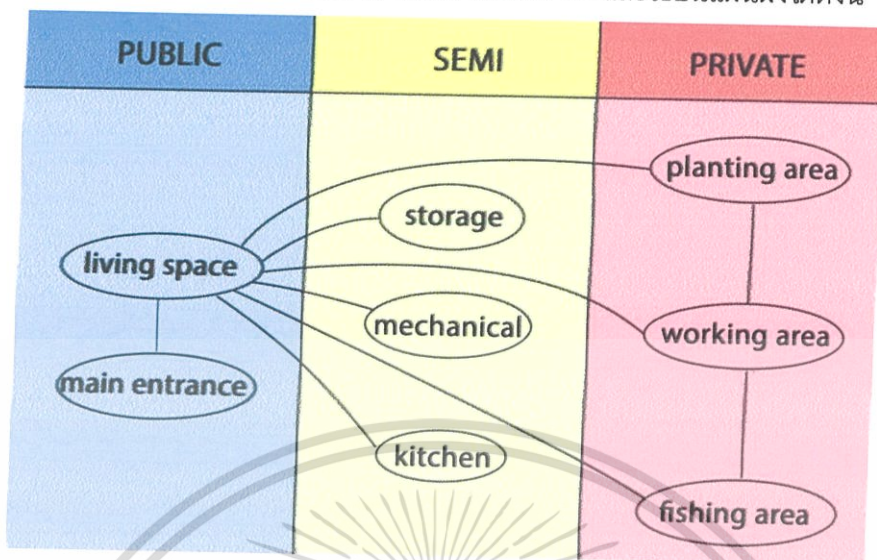 PUBLIC
SEMI
PRIVATE
planting area
storage
living space
mechanical
working area
main entrance
kitchen
fishing area